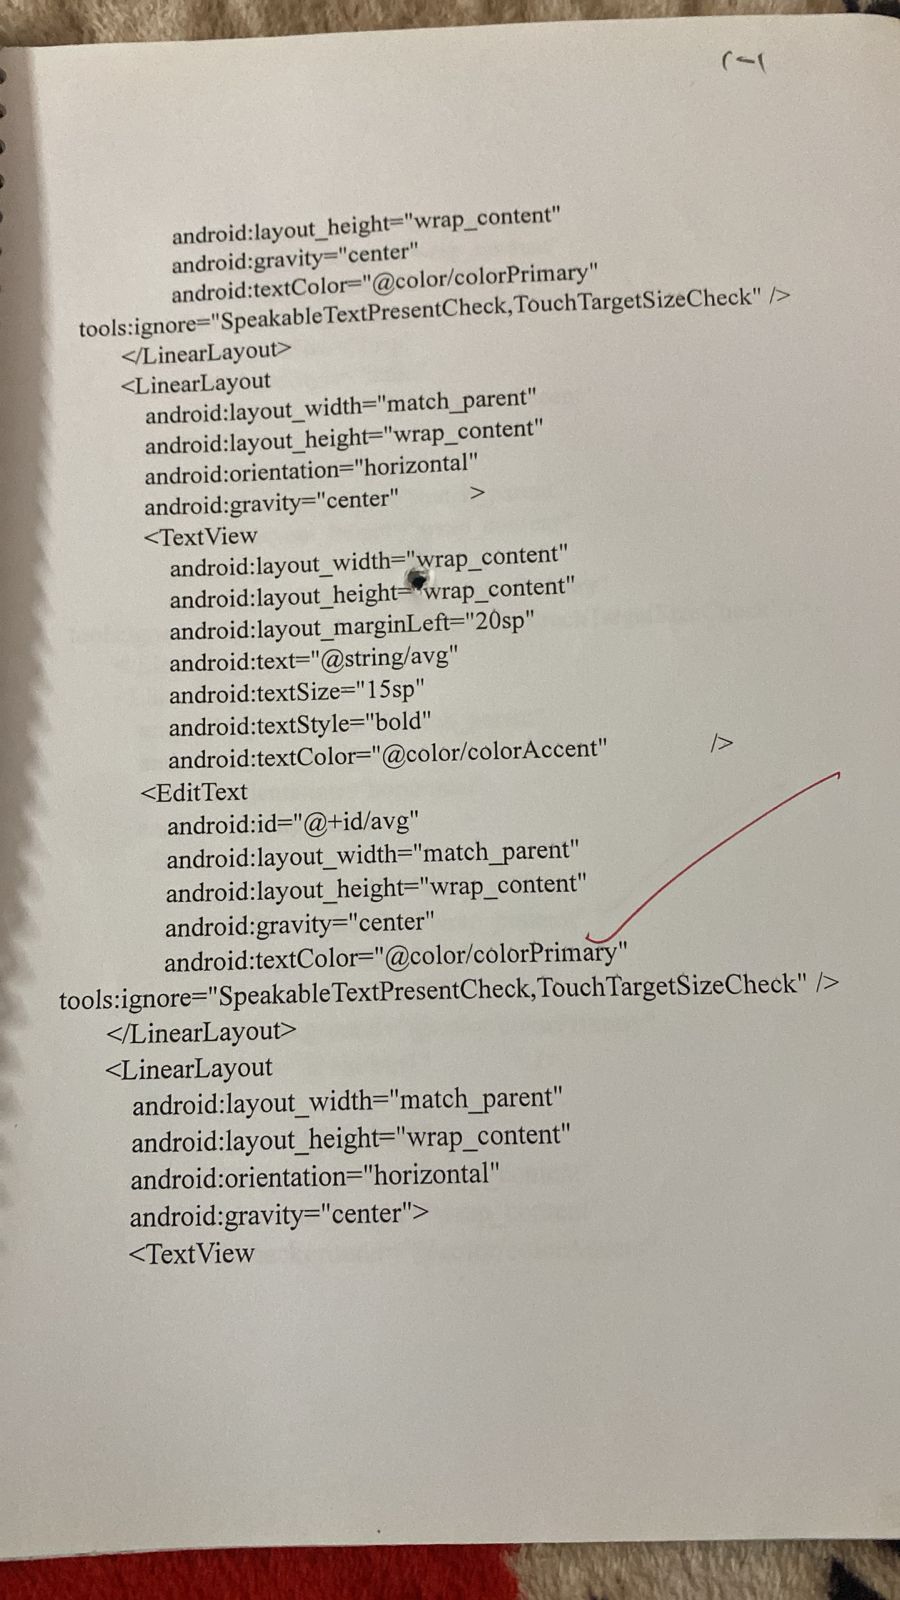 android:layout_height="wrap_content"
android:gravity="center"
android:textColor="@color/colorPrimary"
tools:ignore="SpeakableTextPresentCheck,TouchTargetSizeCheck" />
</LinearLayout>
<LinearLayout
android:layout_width="match_parent"
android:layout_height="wrap_content"
android:orientation="horizontal"
android:gravity="center" >
<TextView
android:layout_width="wrap_content"
android:layout_height="wrap_content"
android:layout_marginLeft="20sp"
android:text="@string/avg"
android:textSize="15sp"
android:textStyle="bold"
android:textColor="@color/colorAccent" />
<EditText
android:id="@+id/avg"
android:layout_width="match_parent"
android:layout_height="wrap_content"
android:gravity="center"
android:textColor="@color/colorPrimary"
tools:ignore="SpeakableTextPresentCheck,TouchTargetSizeCheck" />
</LinearLayout>
<LinearLayout
android:layout_width="match_parent"
android:layout_height="wrap_content"
android:orientation="horizontal"
android:gravity="center">
<TextView